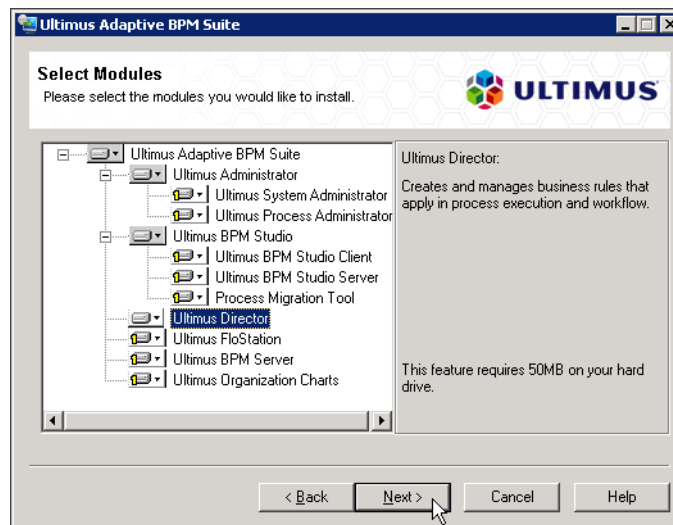 Ultimus Adaptive BPM Suite
Select Modules
Please select the modules you would like to install.
ULTIMUS
Ultimus Adaptive BPM Suite
Ultimus Administrator
Ultimus System Administrator
Ultimus Process Administrator
Ultimus BPM Studio
Ultimus BPM Studio Client
Ultimus BPM Studio Server
Process Migration Tool
Ultimus Director
Ultimus FloStation
Ultimus BPM Server
Ultimus Organization Charts
Ultimus Director:
Creates and manages business rules that
apply in process execution and workflow.
This feature requires 50MB on your hard
drive.
< Back
Next >
Cancel
Help